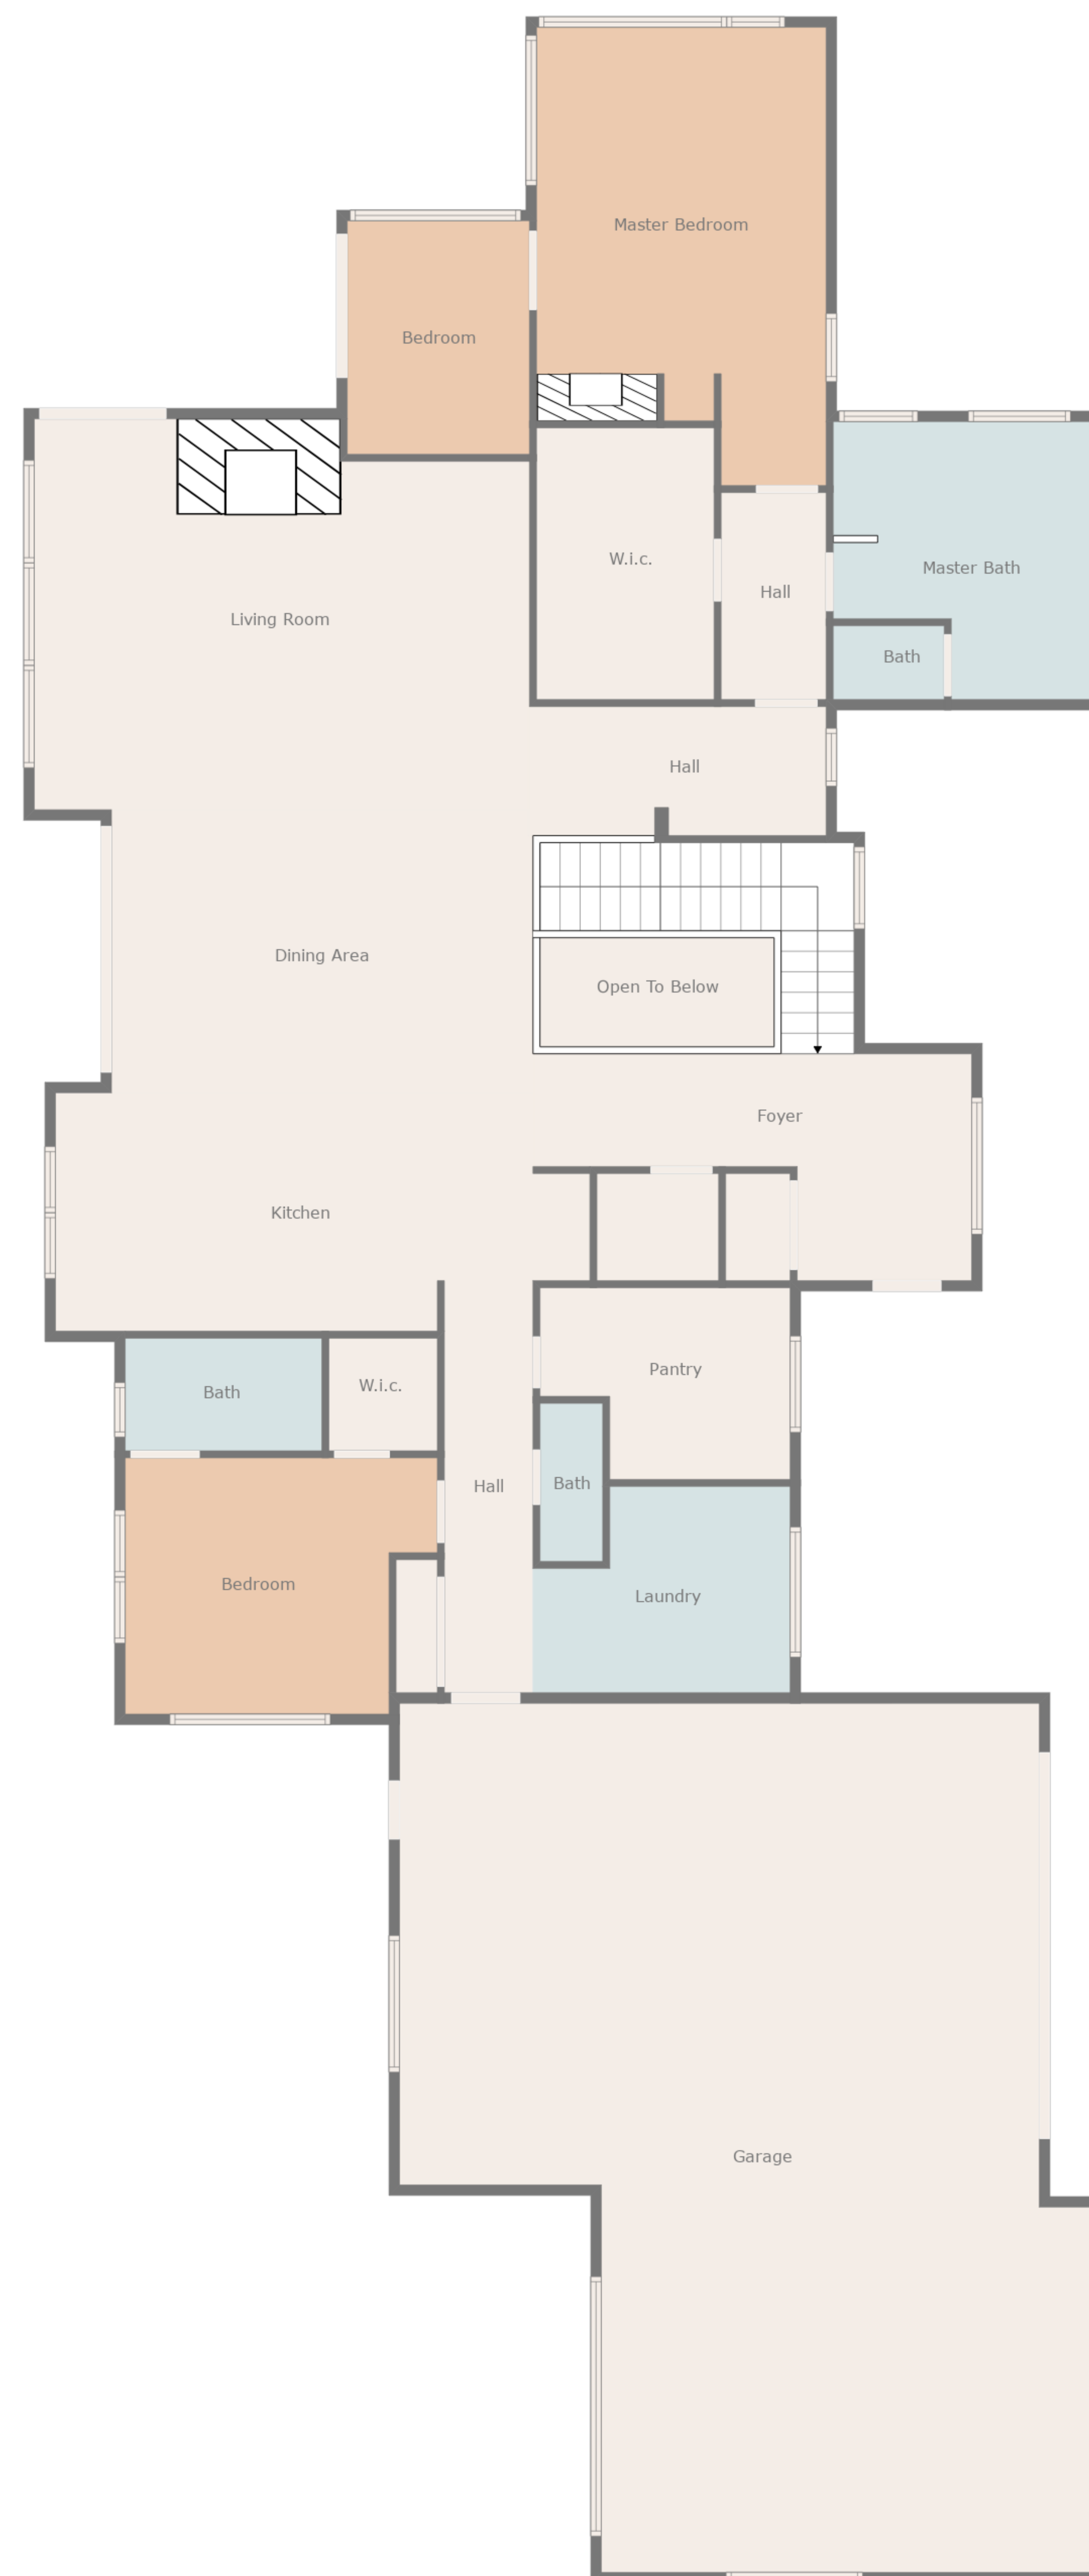 Master Bedroom
Bedroom
W.i.c.
Master Bath
Hall
Living Room
Bath
Hall
Dining Area
Open To Below
Foyer
Kitchen
Pantry
W.i.c.
Bath
Bath
Hall
Bedroom
Laundry
Garage